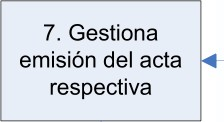 7. Gestiona
emisión del acta
respectiva